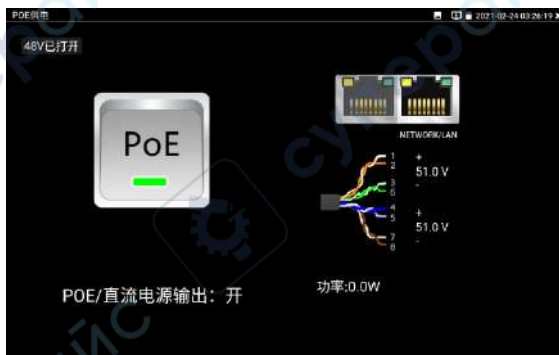 POE供电
2021-02-24 03:26:19
48V已打开
PoE
NETWORK/LAN
1 +
2
51.0 V
3 -
6
4 +
5
51.0 V
7 -
8
POE/直流电源输出：开
功率:0.0W